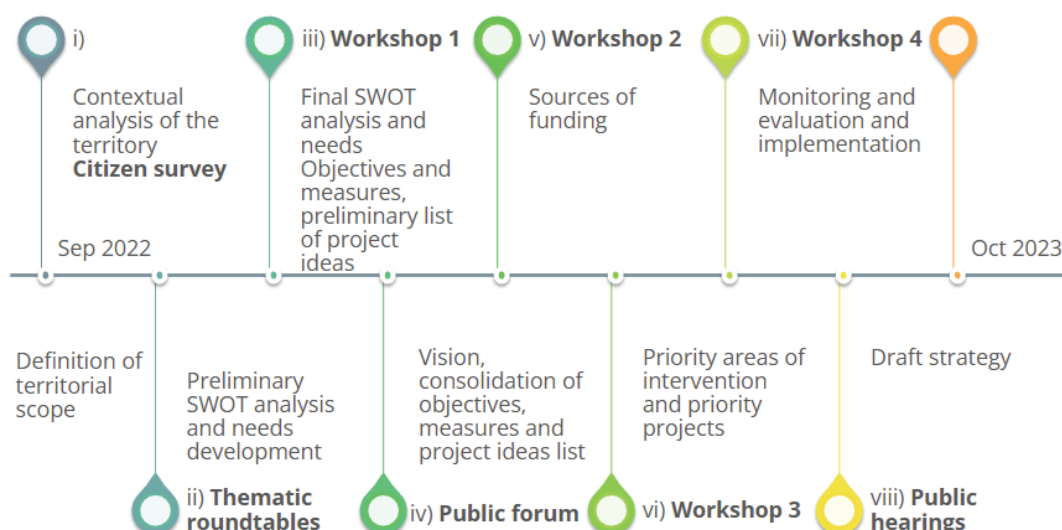 i)
Contextual
analysis of the
territory
Citizen survey
iii) Workshop 1
Final SWOT
analysis and
needs
Objectives and
measures,
preliminary list
of project
ideas
v) Workshop 2
Sources of
funding
vii) Workshop 4
Monitoring and
evaluation and
implementation
Sep 2022
Oct 2023
Definition of
territorial
scope
Preliminary
SWOT analysis
and needs
development
ii) Thematic
roundtables
Vision,
consolidation of
objectives,
measures and
project ideas list
iv) Public forum
Priority areas of
intervention
and priority
projects
vi) Workshop 3
Draft strategy
viii) Public
hearings